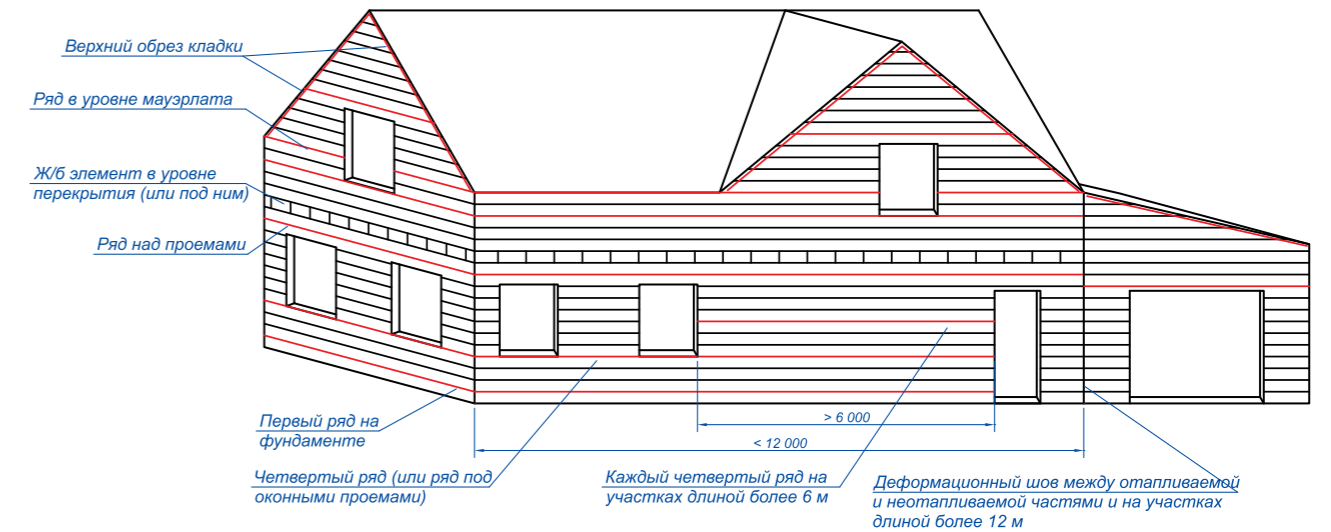 Верхний обрез кладки
Ряд в уровне мауэрлата
Ж/б элемент в уровне
перекрытия (или под ним)
Ряд над проемами
Первый ряд на
фундаменте
> 6 000
< 12 000
Четвертый ряд (или ряд под
оконными проемами)
Каждый четвертый ряд на
участках длиной более 6 м
Деформационный шов между отапливаемой
и неотапливаемой частями и на участках
длиной более 12 м